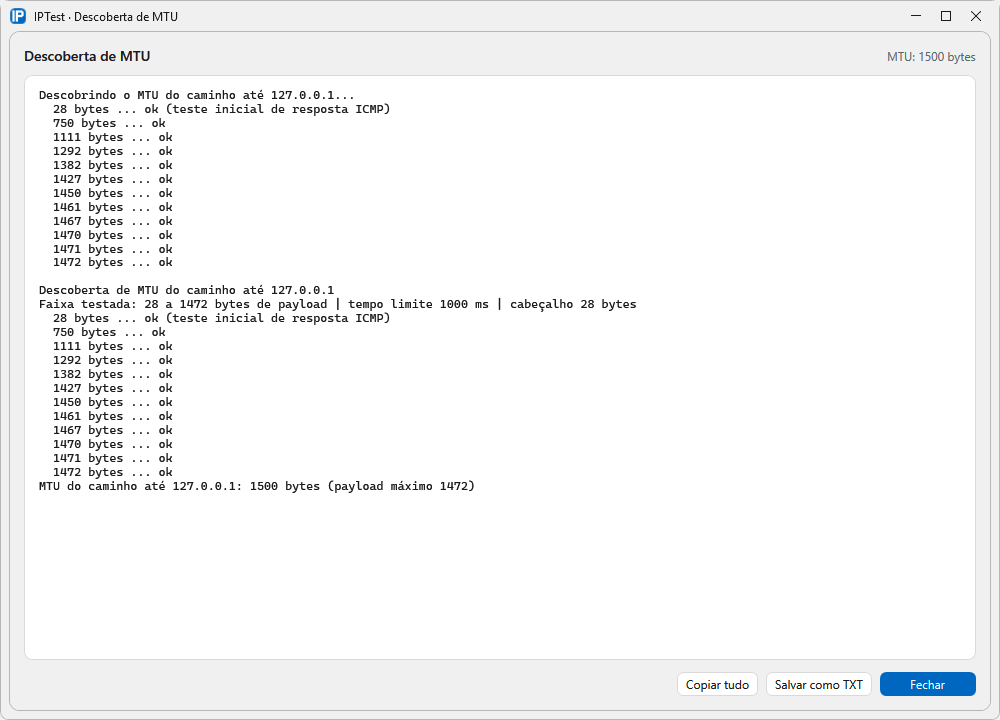 IP IPTest · Descoberta de MTU
Descoberta de MTU
MTU: 1500 bytes
Descobrindo o MTU do caminho até 127.0.0.1...
28 bytes ... ok (teste inicial de resposta ICMP)
750 bytes ... ok
1111 bytes ... ok
1292 bytes ... ok
1382 bytes ... ok
1427 bytes ... ok
1450 bytes ... ok
1461 bytes ... ok
1467 bytes ... ok
1470 bytes ... ok
1471 bytes ... ok
1472 bytes ... ok
Descoberta de MTU do caminho até 127.0.0.1
Faixa testada: 28 a 1472 bytes de payload | tempo limite 1000 ms | cabeçalho 28 bytes
28 bytes ... ok (teste inicial de resposta ICMP)
750 bytes ... ok
1111 bytes ... ok
1292 bytes ... ok
1382 bytes ... ok
1427 bytes ... ok
1450 bytes ... ok
1461 bytes ... ok
1467 bytes ... ok
1470 bytes ... ok
1471 bytes ... ok
1472 bytes ... ok
MTU do caminho até 127.0.0.1: 1500 bytes (payload máximo 1472)
Copiar tudo
Salvar como TXT
Fechar